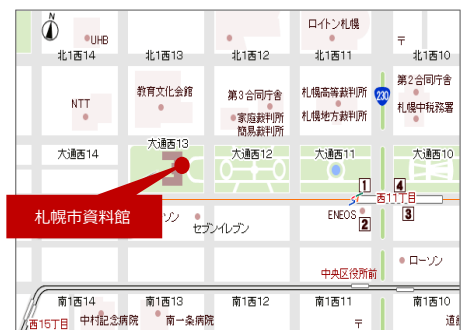 N
ロイトン札幌
UHB
〒
北1西14
北1西13
北1西12
北1西11
北1西10
教育文化会館
第3合同庁舎
札幌高等裁判所
230
第2合同庁舎
NTT
家庭裁判所
簡易裁判所
札幌地方裁判所
札幌中税務署
大通西13
大通西14
大通西12
大通西11
大通西10
1
4
西11丁目
札幌市資料館
ソン
セブンイレブン
ENEOS
2
3
中央区役所前
ローソン
南1西14
南1西13
南1西12
南1西11
南1西10
西15丁目
中村記念病院
南一条病院
〒